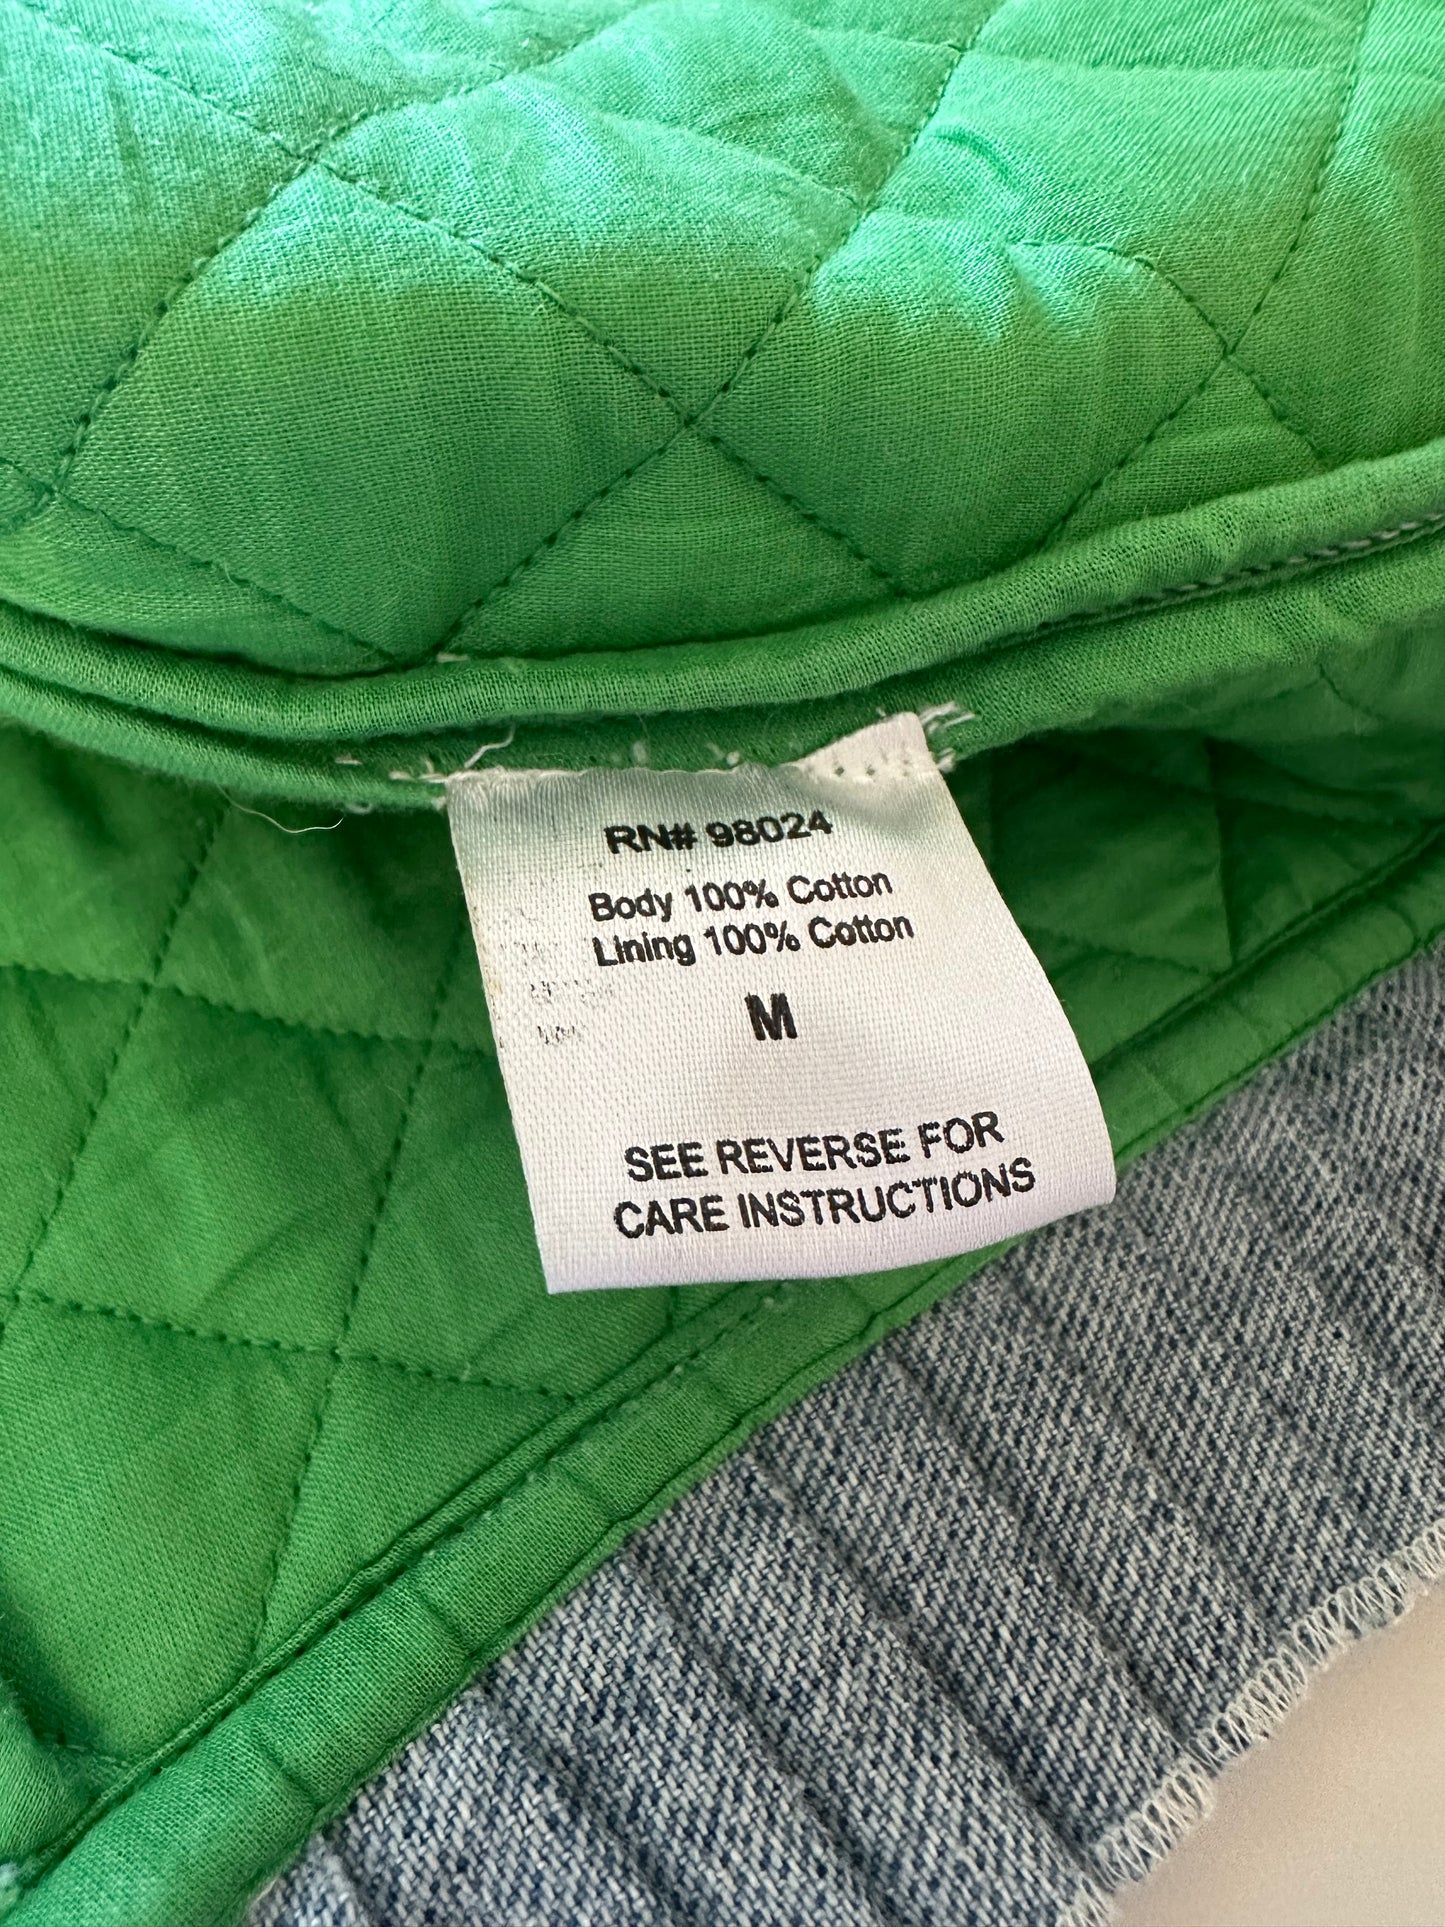 RN# 98024
Body 100% Cotton
Lining 100% Cotton
M
SEE REVERSE FOR
CARE INSTRUCTIONS